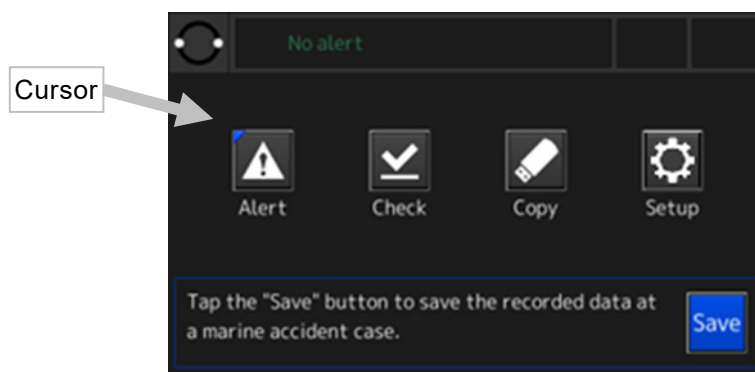 No alert
Cursor
Alert Check Copy Setup
Tap the "Save" button to save the recorded data at
a marine accident case.
Save